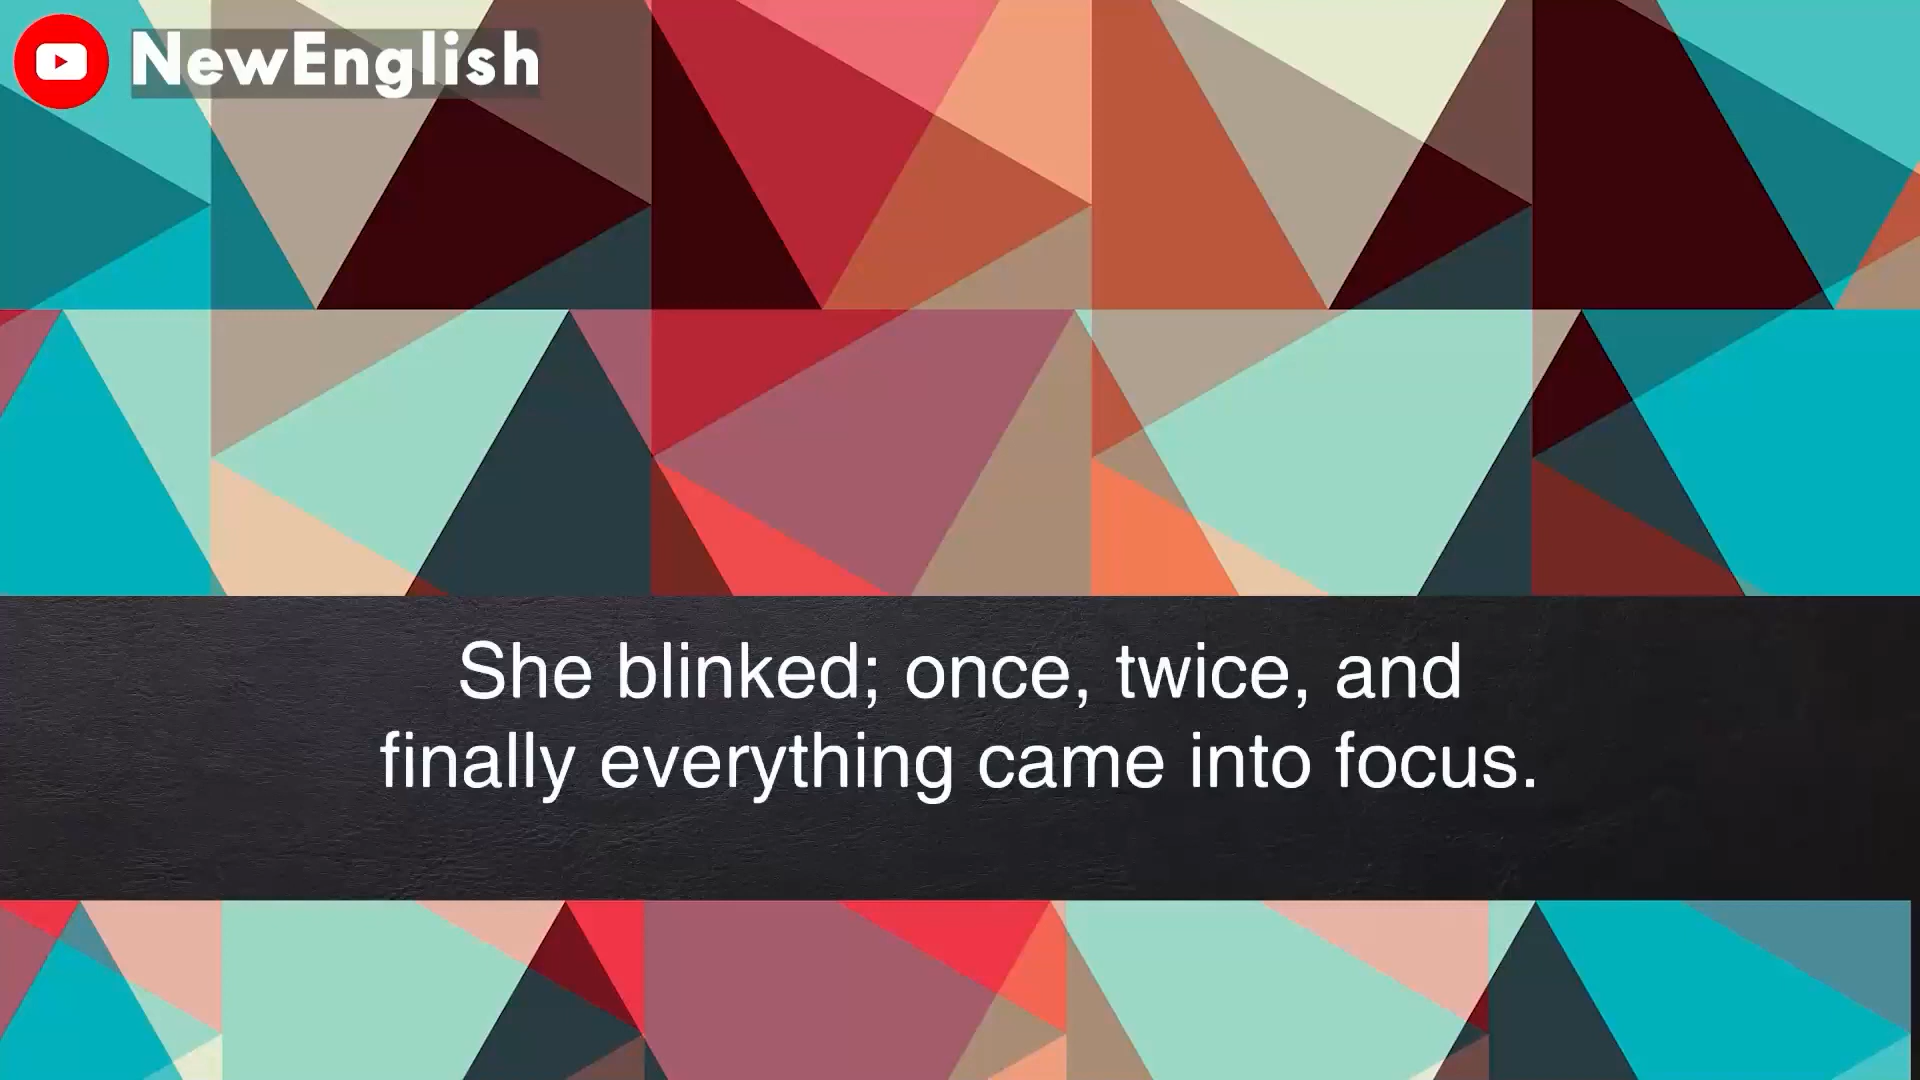 NewEnglish
She blinked; once, twice, and
finally everything came into focus.